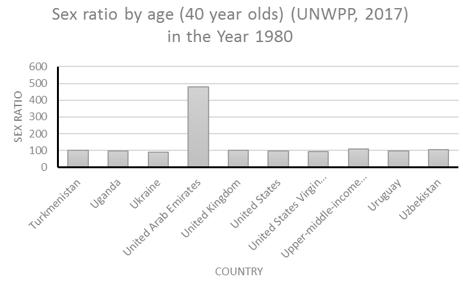 Sex ratio by age (40 year olds) (UNWPP, 2017)
in the Year 1980
SEX RATIO
600
500
400
300
200
100
0
Turkmenistan
Uganda
Ukraine
United Arab Emirates
United Kingdom
United States
United States Virgin...
Upper-middle-income...
Uruguay
Uzbekistan
COUNTRY